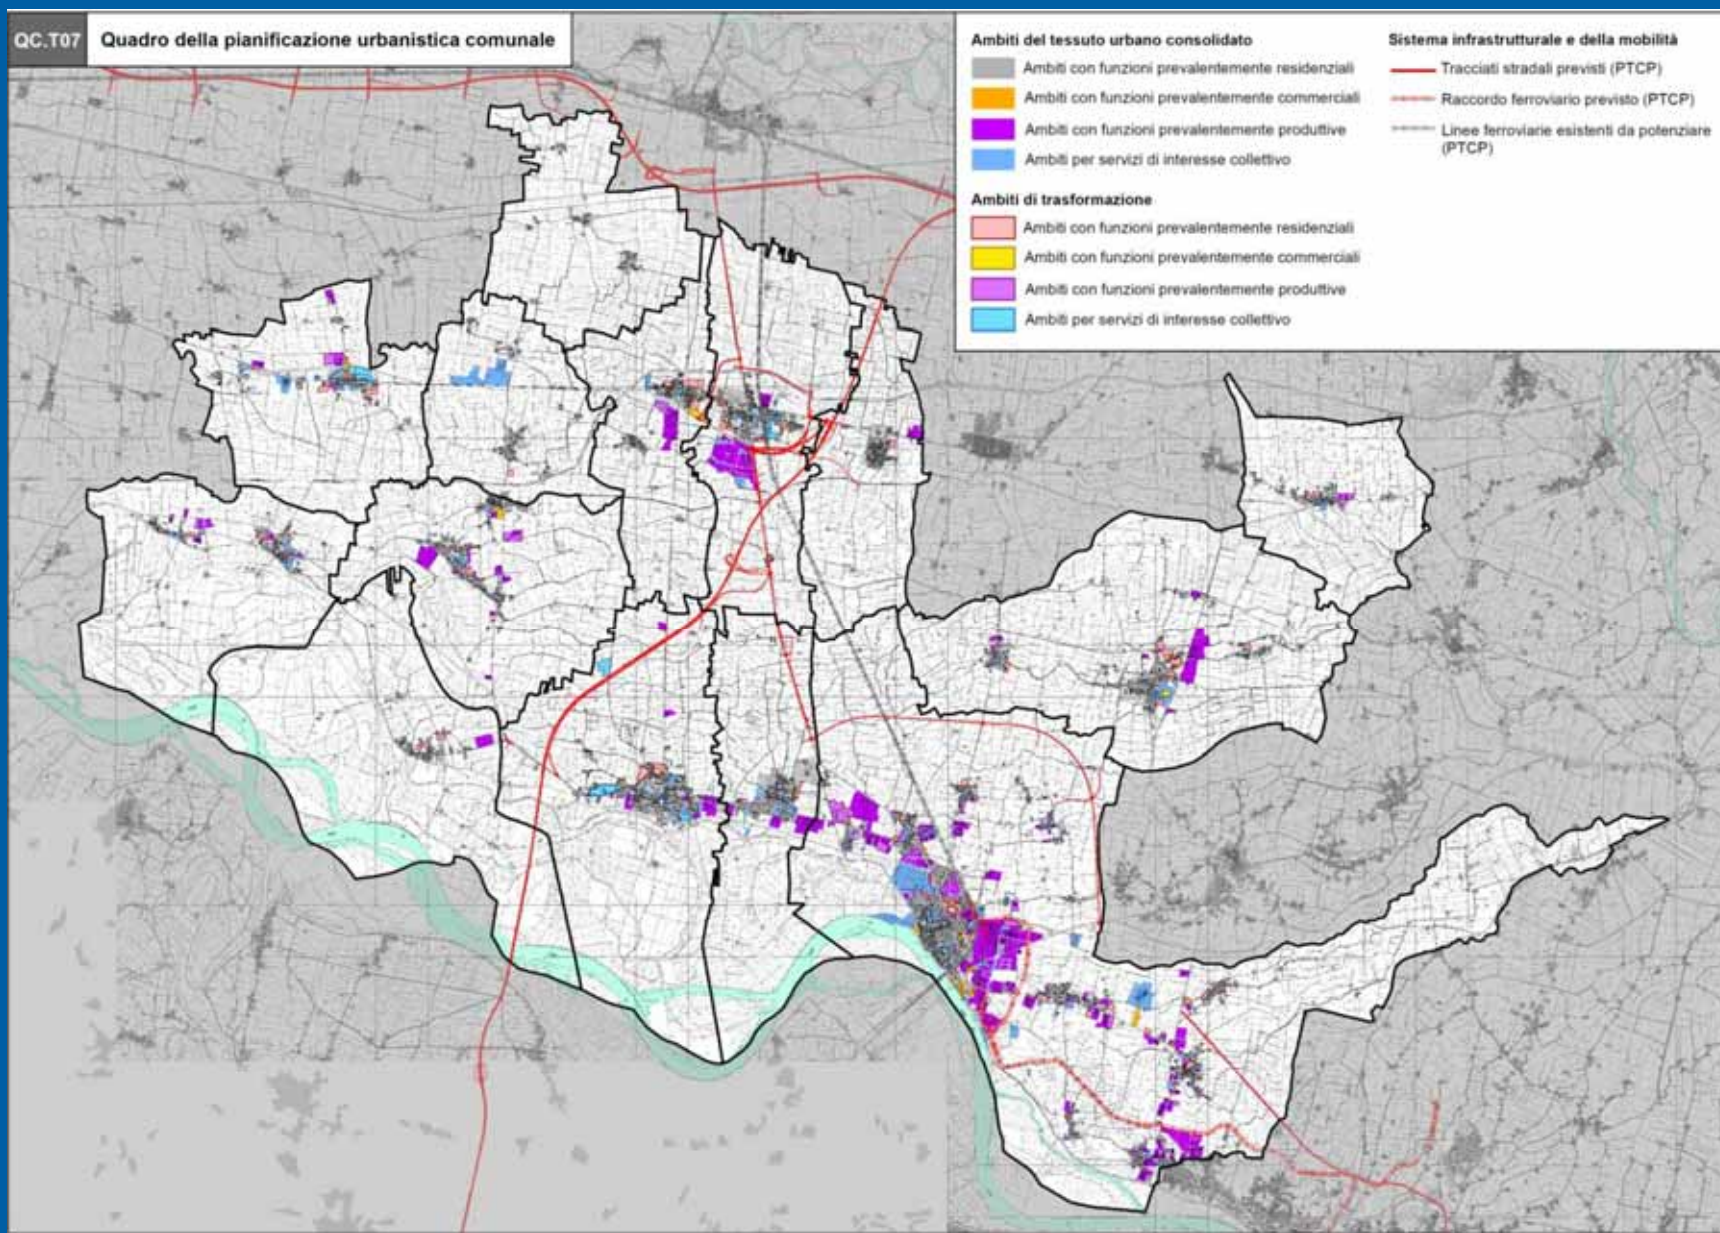 QC.T07
Quadro della pianificazione urbanistica comunale
Ambiti del tessuto urbano consolidato
Ambiti con funzioni prevalentemente residenziali
Ambiti con funzioni prevalentemente commerciali
Ambiti con funzioni prevalentemente produttive
Ambiti per servizi di interesse collettivo
Ambiti di trasformazione
Ambiti con funzioni prevalentemente residenziali
Ambiti con funzioni prevalentemente commerciali
Ambiti con funzioni prevalentemente produttive
Ambiti per servizi di interesse collettivo
Sistema infrastrutturale e della mobilità
Tracciati stradali previsti (PTCP)
Raccordo ferroviario previsto (PTCP)
Linee ferroviarie esistenti da potenziare
(PTCP)